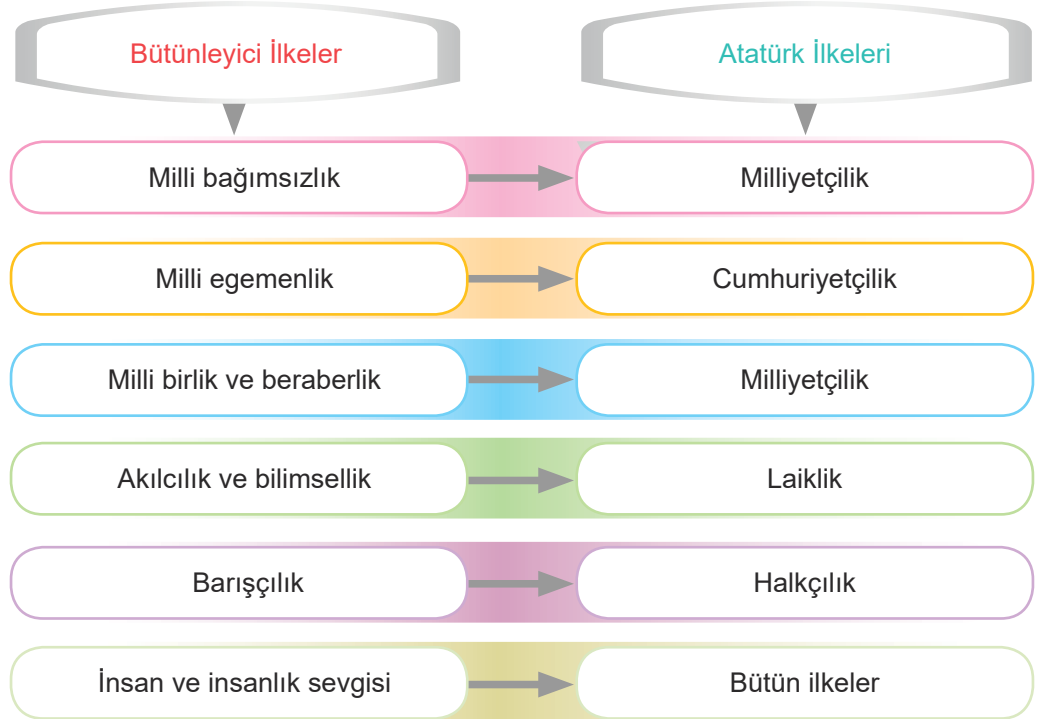 Bütünleyici İlkeler
Atatürk İlkeleri
Milli bağımsızlık
Milliyetçilik
Milli egemenlik
Cumhuriyetçilik
Milli birlik ve beraberlik
Milliyetçilik
Akılcılık ve bilimsellik
Laiklik
Barışçılık
Halkçılık
İnsan ve insanlık sevgisi
Bütün ilkeler